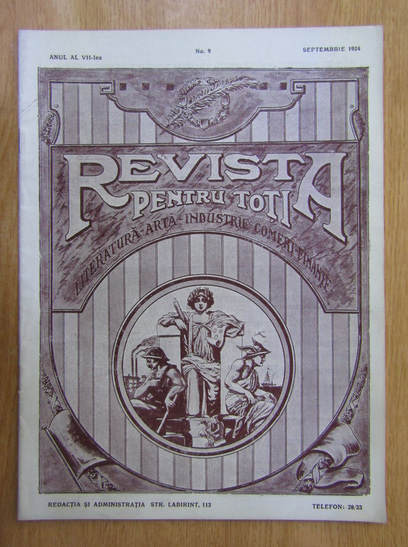 ANUL AL VII-lea No. 9 SEPTEMBRIE 1924
REVISTA
PENTRU TOȚI
LITERATURĂ-ARTĂ-INDUSTRIE-COMERȚ-FINANȚE
REDACȚIA ȘI ADMINISTRAȚIA STR. LABIRINT, 113 TELEFON: 28/33